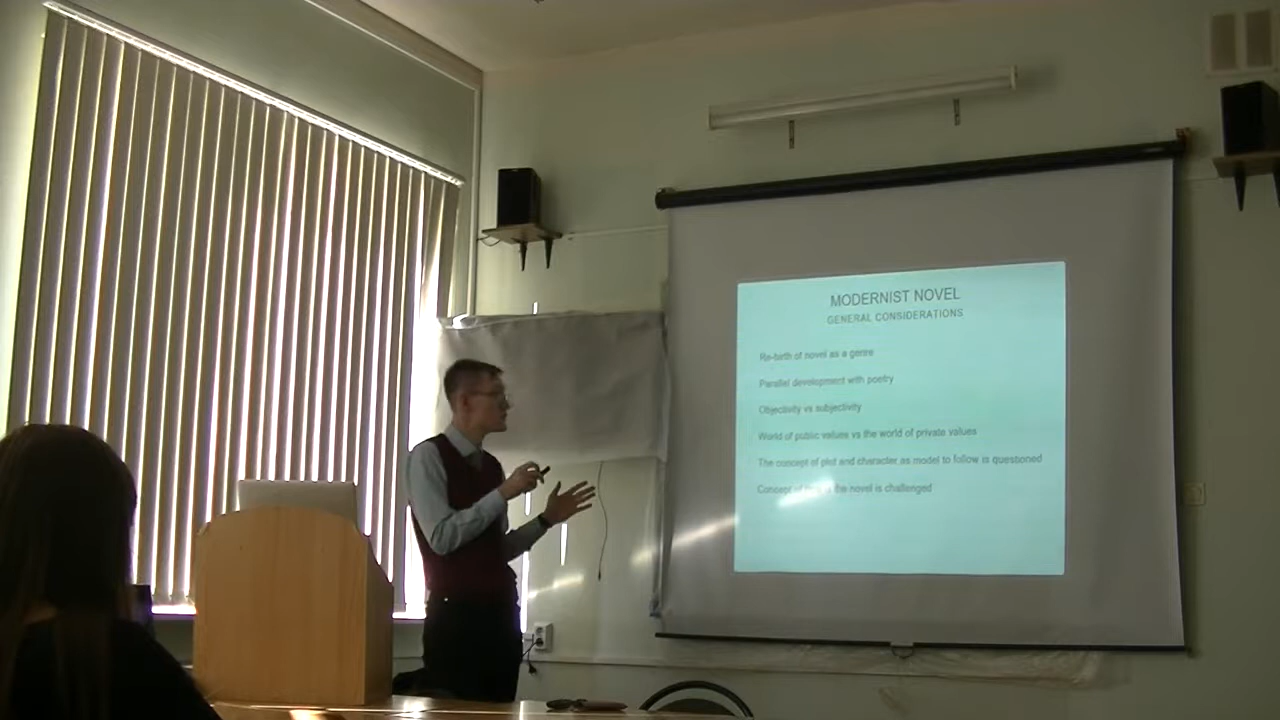 MODERNIST NOVEL
GENERAL CONSIDERATIONS
Re-birth of novel as a genre
Parallel development with poetry
Objectivity vs subjectivity
World of public values vs the world of private values
The concept of plot and character as model to follow is questioned
Concept of the novel is challenged